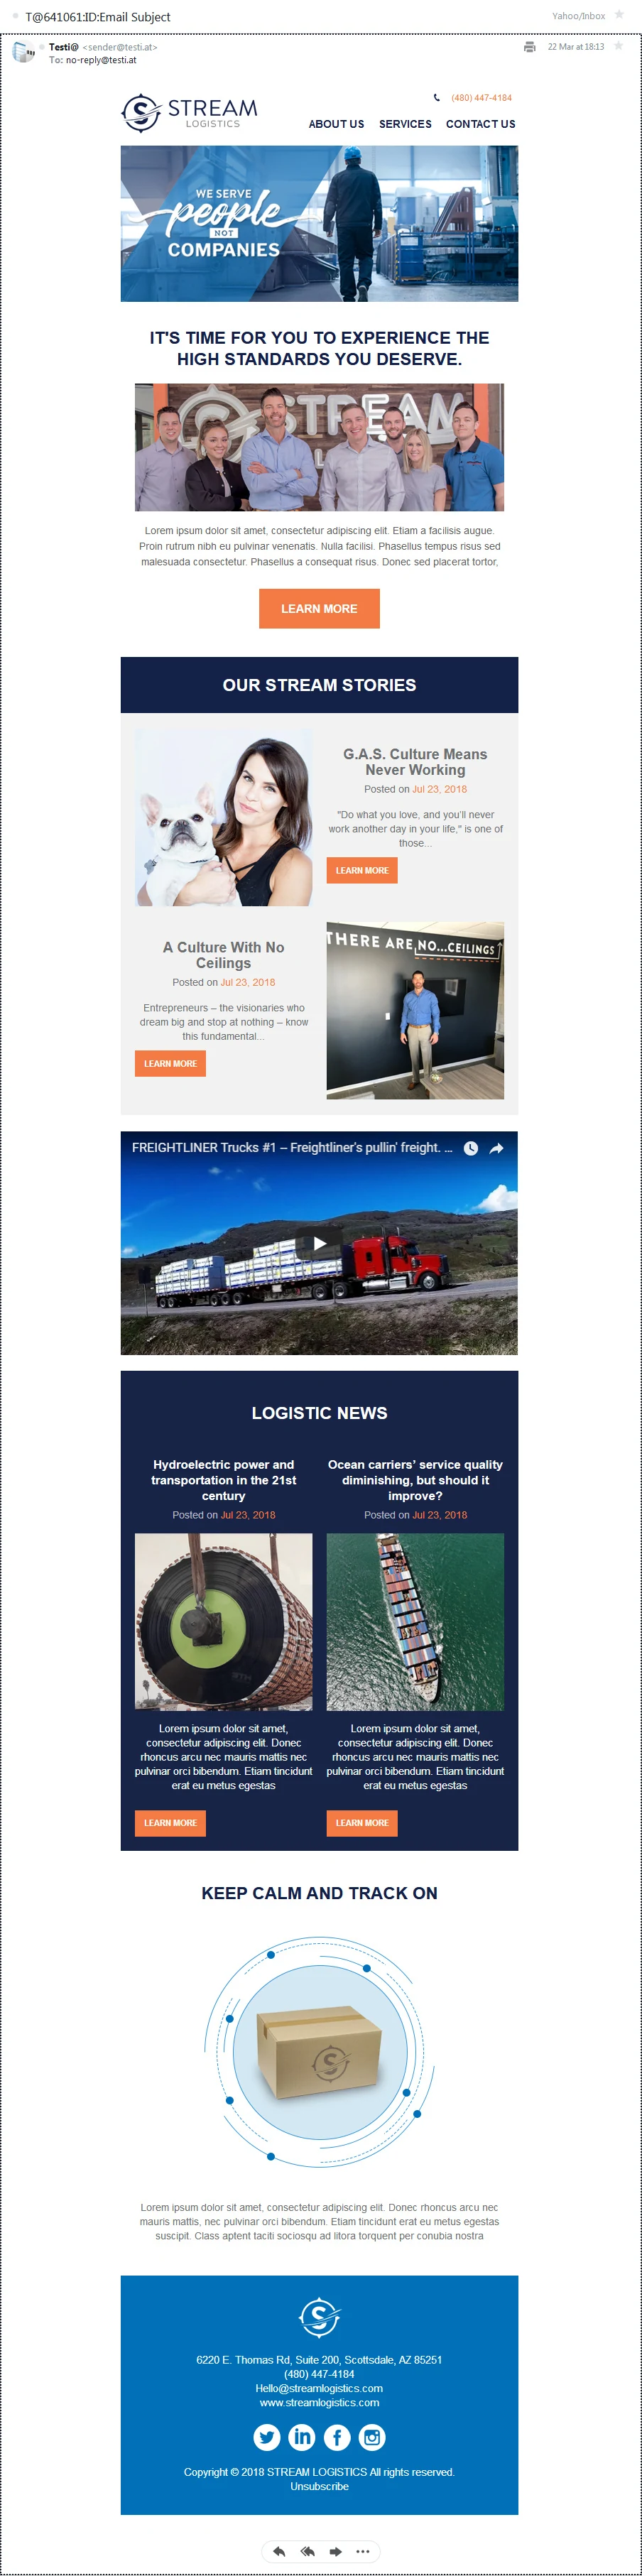 T@641061:ID:Email Subject
Yahoo/Inbox
Testi@ <sender@testi.at>
22 Mar at 18:13
To: no-reply@testi.at
STREAM
LOGISTICS
(480) 447-4184
ABOUT US SERVICES CONTACT US
WE SERVE
people
NOT
COMPANIES
IT'S TIME FOR YOU TO EXPERIENCE THE
HIGH STANDARDS YOU DESERVE.
STREAM
Lorem ipsum dolor sit amet, consectetur adipiscing elit. Etiam a facilisis augue.
Proin rutrum nibh eu pulvinar venenatis. Nulla facilisi. Phasellus tempus risus sed
malesuada consectetur. Phasellus a consequat risus. Donec sed placerat tortor,
LEARN MORE
OUR STREAM STORIES
G.A.S. Culture Means
Never Working
Posted on Jul 23, 2018
"Do what you love, and you'll never
work another day in your life," is one of
those...
LEARN MORE
A Culture With No
Ceilings
Posted on Jul 23, 2018
Entrepreneurs – the visionaries who
dream big and stop at nothing – know
this fundamental...
LEARN MORE
THERE ARE NO...CEILINGS
FREIGHTLINER Trucks #1 – Freightliner's pullin' freight. ...
LOGISTIC NEWS
Hydroelectric power and
transportation in the 21st
century
Posted on Jul 23, 2018
Lorem ipsum dolor sit amet,
consectetur adipiscing elit. Donec
rhoncus arcu nec mauris mattis nec
pulvinar orci bibendum. Etiam tincidunt
erat eu metus egestas
LEARN MORE
Ocean carriers' service quality
diminishing, but should it
improve?
Posted on Jul 23, 2018
Lorem ipsum dolor sit amet,
consectetur adipiscing elit. Donec
rhoncus arcu nec mauris mattis nec
pulvinar orci bibendum. Etiam tincidunt
erat eu metus egestas
LEARN MORE
KEEP CALM AND TRACK ON
Lorem ipsum dolor sit amet, consectetur adipiscing elit. Donec rhoncus arcu nec
mauris mattis, nec pulvinar orci bibendum. Etiam tincidunt erat eu metus egestas
suscipit. Class aptent taciti sociosqu ad litora torquent per conubia nostra
6220 E. Thomas Rd, Suite 200, Scottsdale, AZ 85251
(480) 447-4184
Hello@streamlogistics.com
www.streamlogistics.com
Copyright © 2018 STREAM LOGISTICS All rights reserved.
Unsubscribe